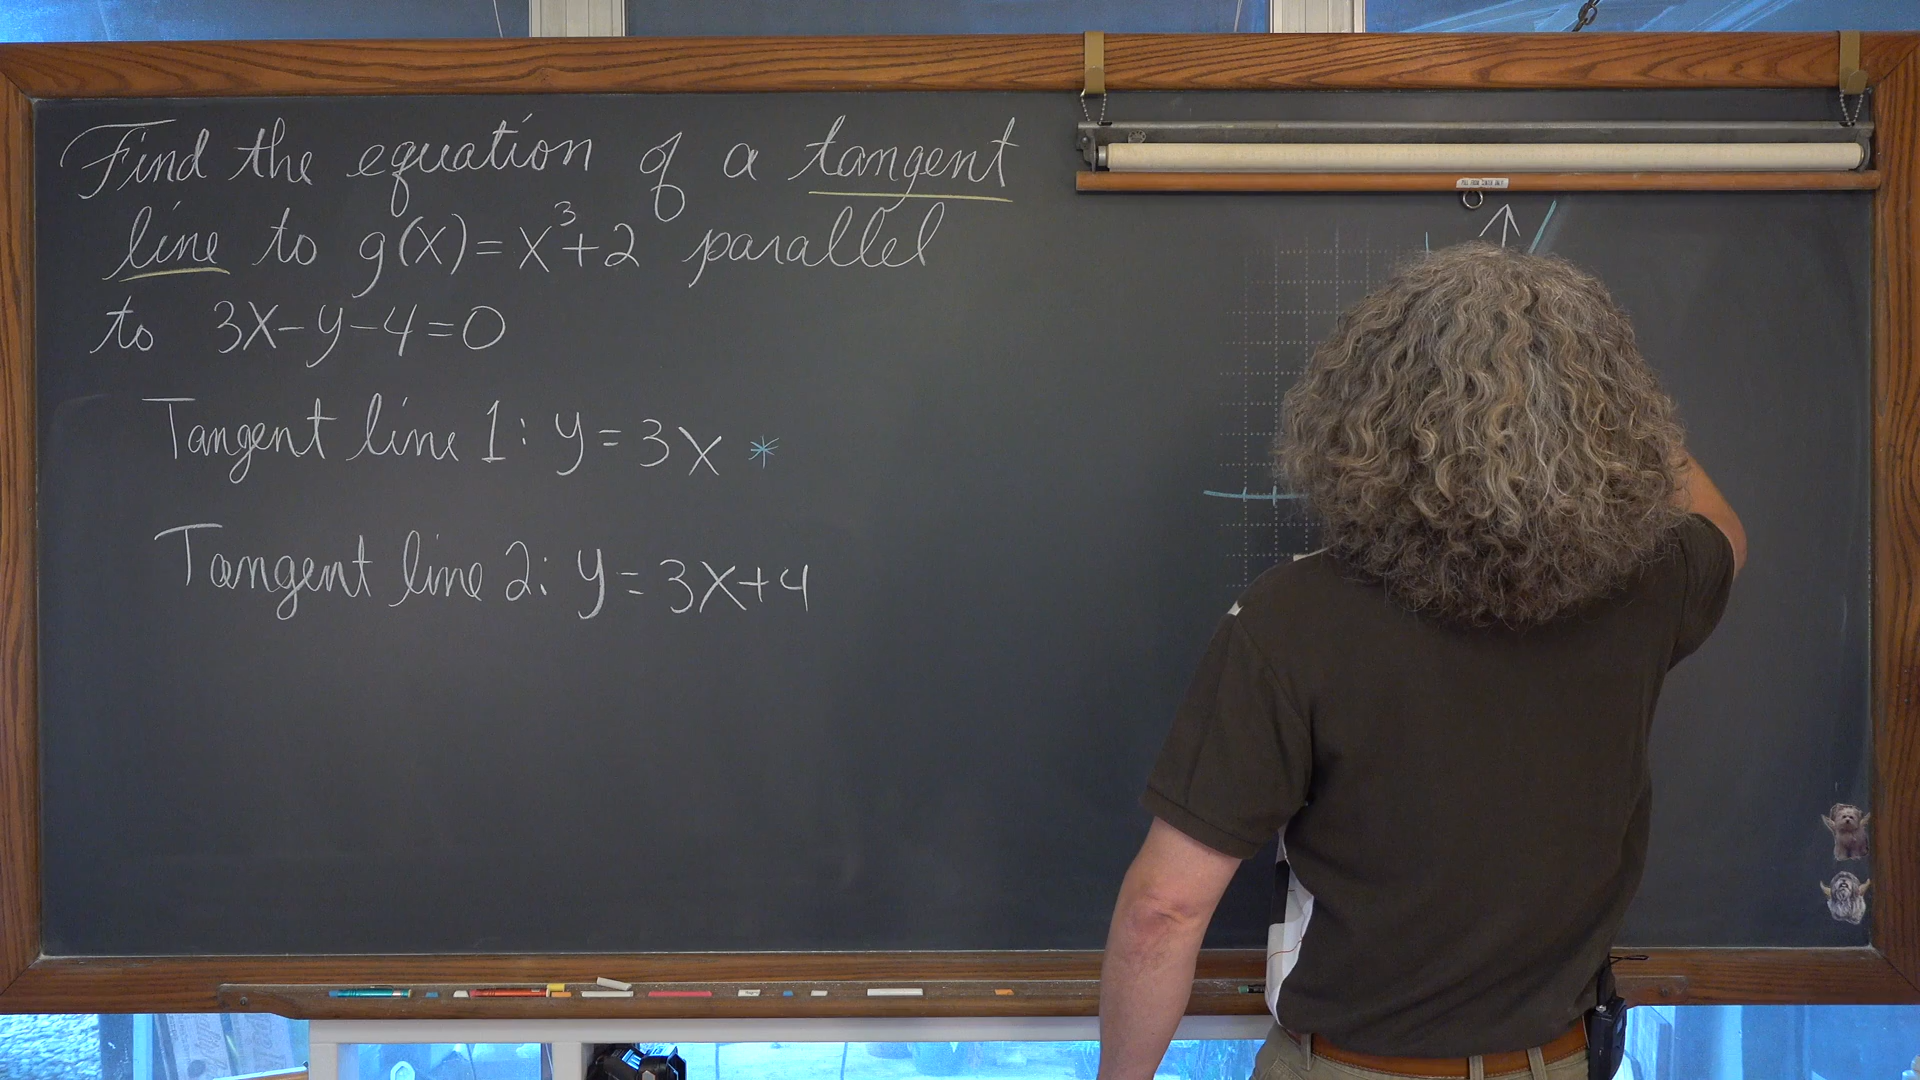 Find the equation of a tangent
line to g(x)=x³+2 parallel
to 3x-y-4=0
Tangent line 1: y=3x *
Tangent line 2: y=3x+4